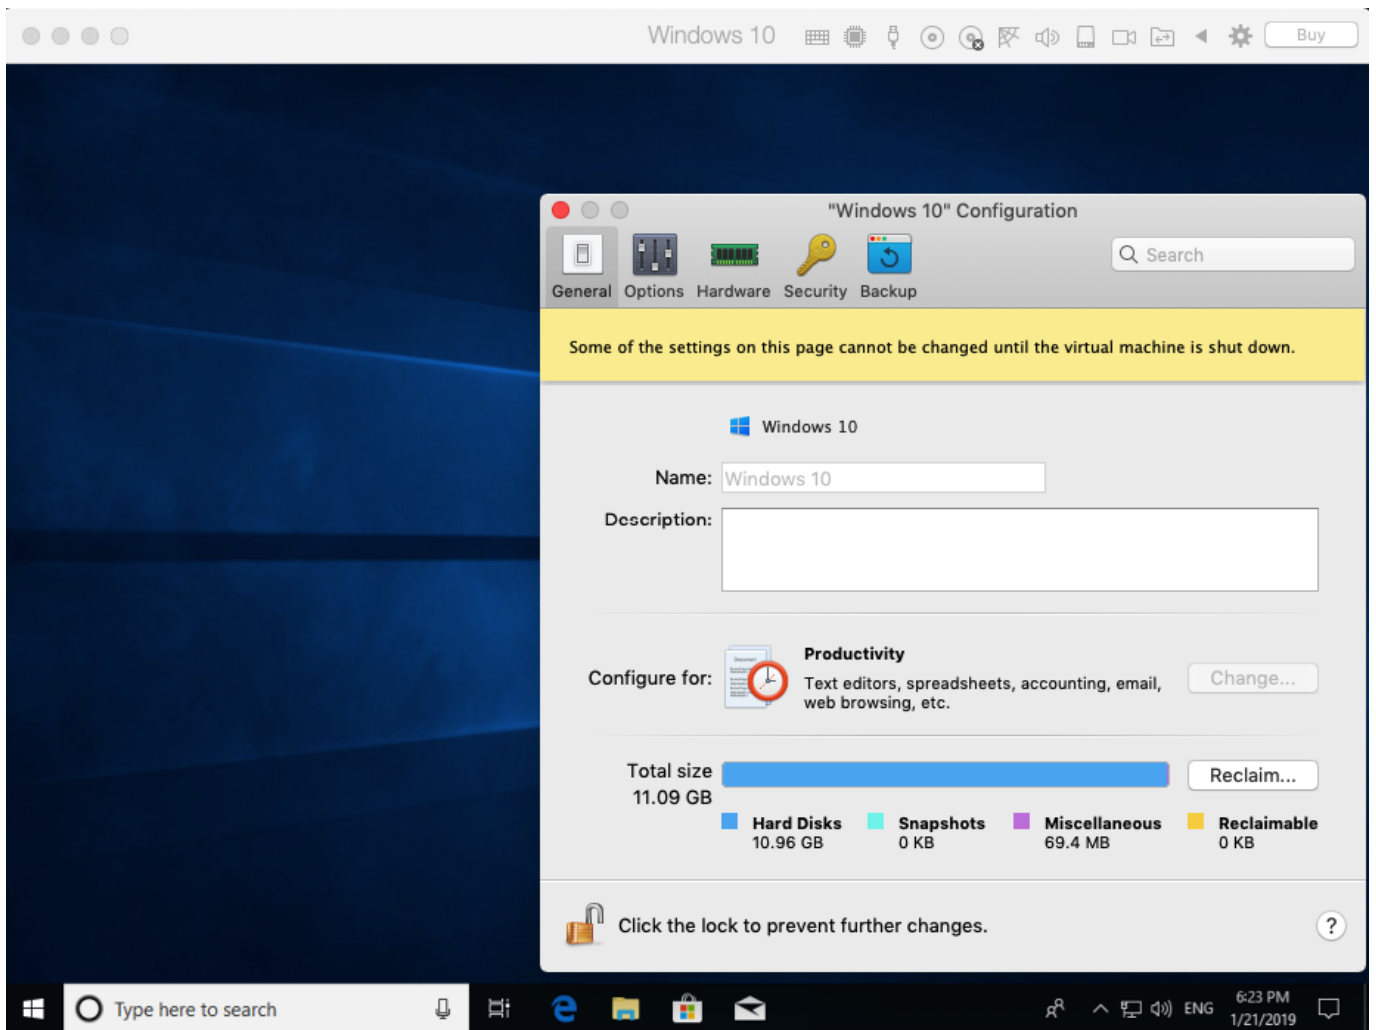 Windows 10
Buy
"Windows 10" Configuration
General Options Hardware Security Backup
Search
Some of the settings on this page cannot be changed until the virtual machine is shut down.
Windows 10
Name: Windows 10
Description:
Configure for:
Productivity
Text editors, spreadsheets, accounting, email,
web browsing, etc.
Change...
Total size
11.09 GB
Reclaim...
Hard Disks
10.96 GB
Snapshots
0 KB
Miscellaneous
69.4 MB
Reclaimable
0 KB
Click the lock to prevent further changes.
?
Type here to search
ENG
6:23 PM
1/21/2019